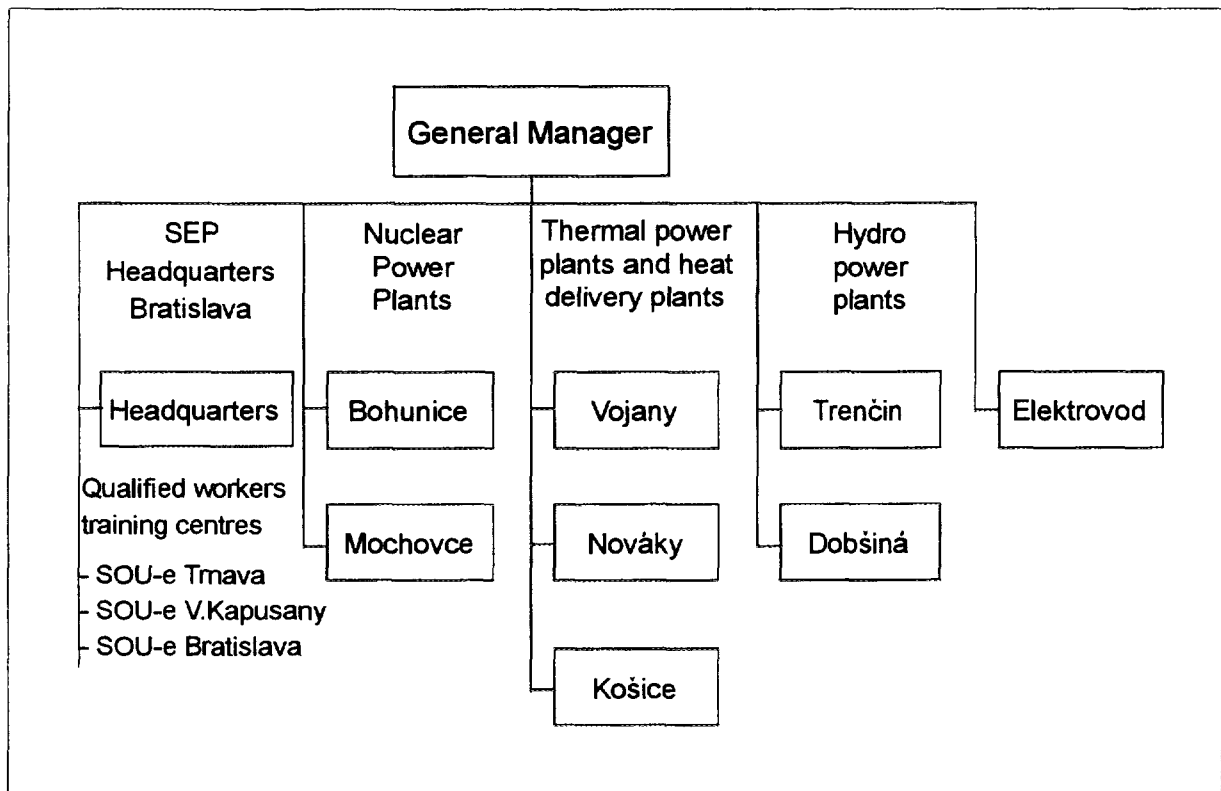 General Manager
SEP
Headquarters
Bratislava
Nuclear
Power
Plants
Thermal power
plants and heat
delivery plants
Hydro
power
plants
Headquarters
Bohunice
Vojany
Trenčin
Elektrovod
Qualified workers
training centres
Mochovce
Nováky
Dobšiná
- SOU-e Trnava
- SOU-e V.Kapusany
- SOU-e Bratislava
Košice